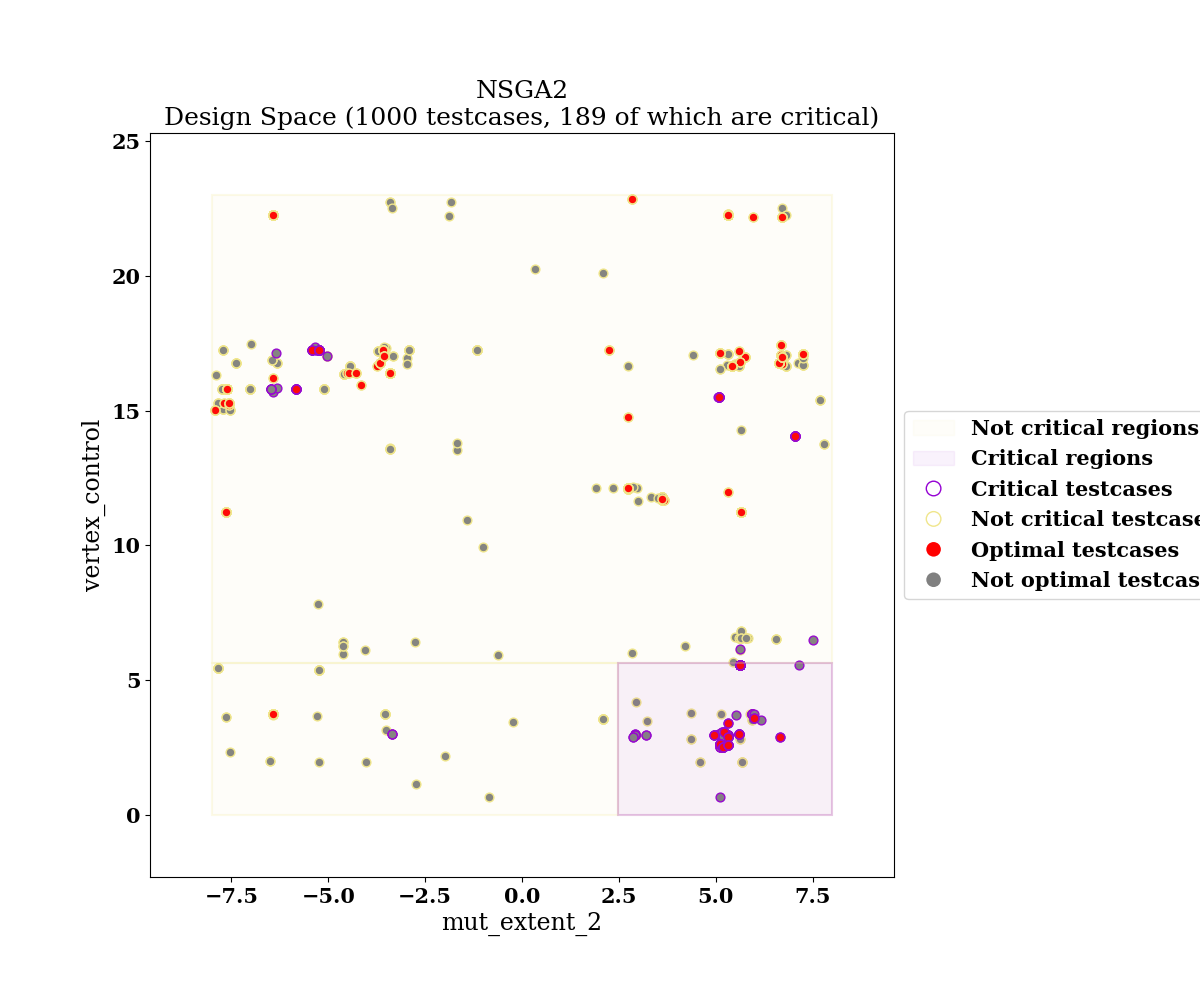 NSGA2
Design Space (1000 testcases, 189 of which are critical)
25
20
15
10
5
0
vertex_control
−7.5
−5.0
−2.5
0.0
2.5
5.0
7.5
mut_extent_2
Not critical regions
Critical regions
Critical testcases
Not critical testcase
Optimal testcases
Not optimal testcas